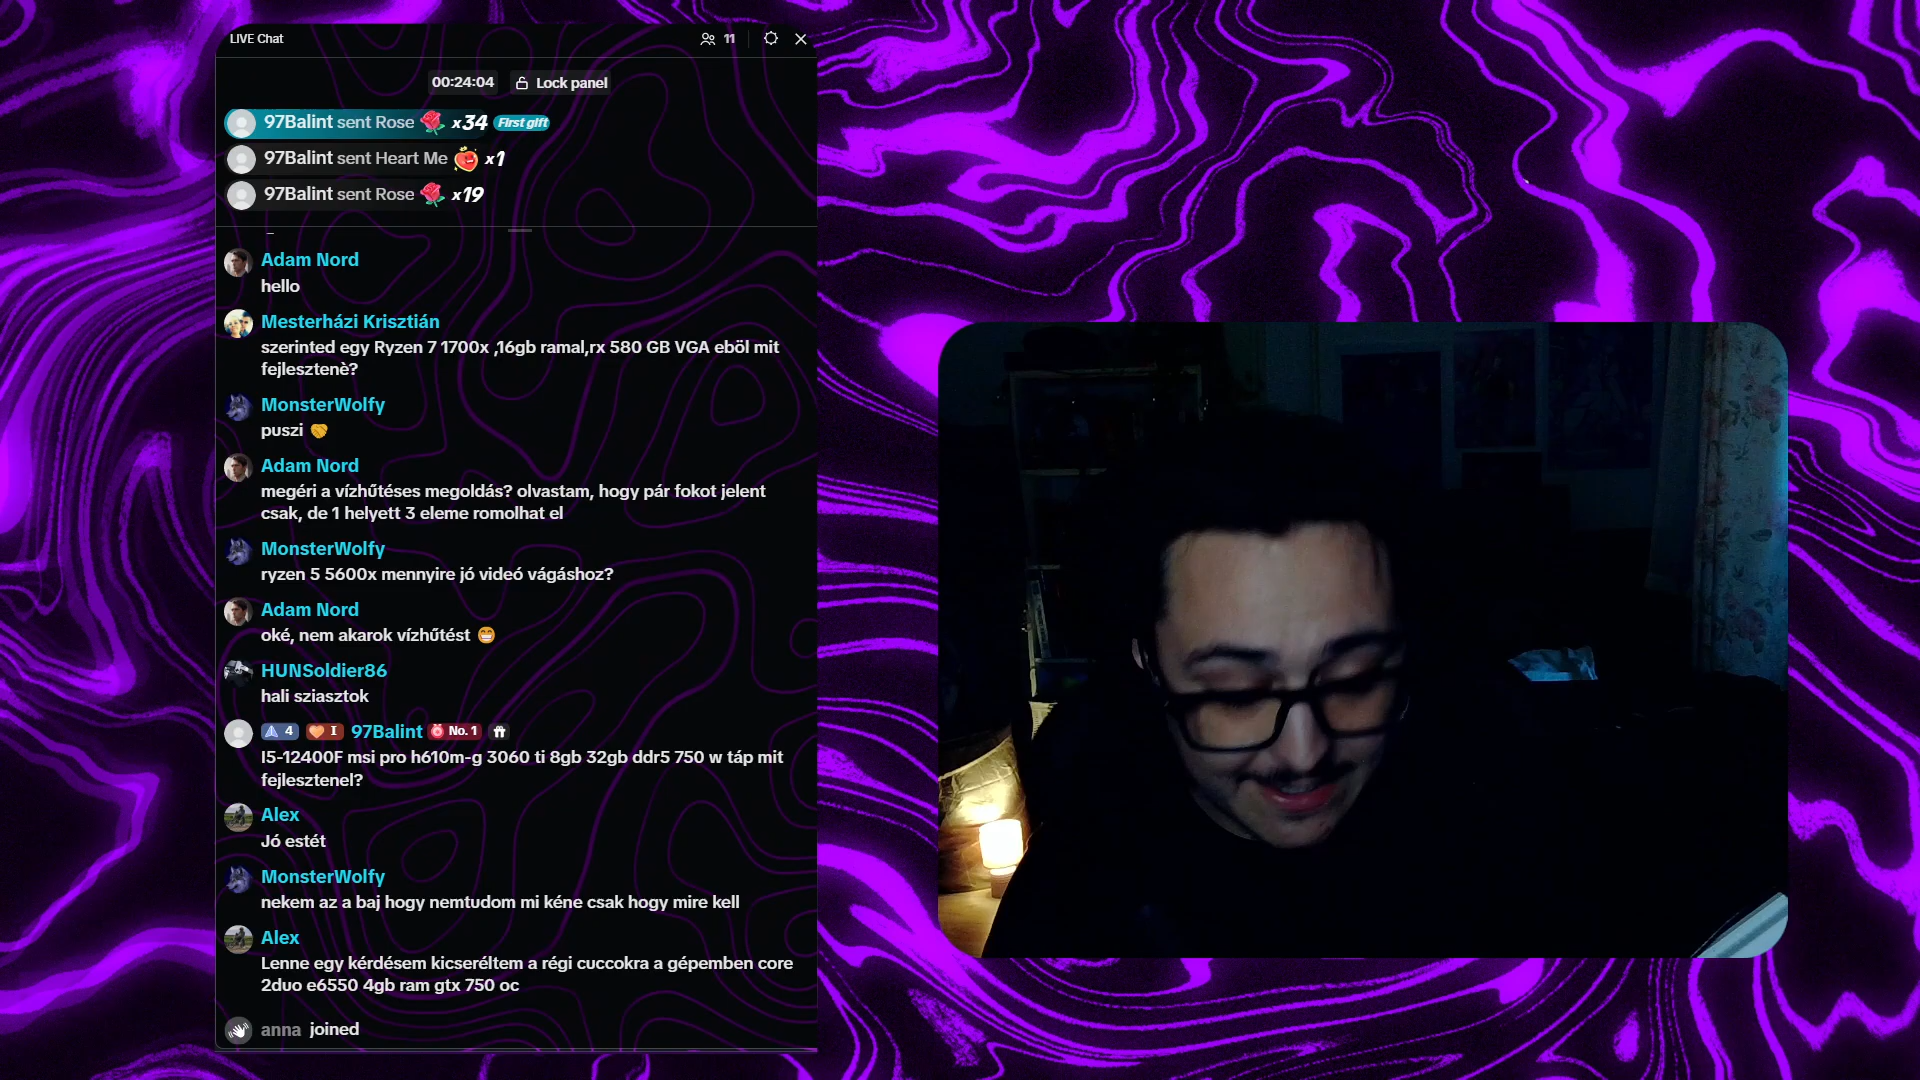 LIVE Chat
11
00:24:04
Lock panel
97Balint sent Rose x34 First gift
97Balint sent Heart Me x1
97Balint sent Rose x19
Adam Nord
hello
Mesterházi Krisztián
szerinted egy Ryzen 7 1700x ,16gb ramal,rx 580 GB VGA eböl mit
fejlesztenè?
MonsterWolfy
puszi
Adam Nord
megéri a vízhűtéses megoldás? olvastam, hogy pár fokot jelent
csak, de 1 helyett 3 eleme romolhat el
MonsterWolfy
ryzen 5 5600x mennyire jó videó vágáshoz?
Adam Nord
oké, nem akarok vízhűtést 😁
HUNSoldier86
hali sziasztok
4 I 97Balint No. 1
I5-12400F msi pro h610m-g 3060 ti 8gb 32gb ddr5 750 w táp mit
fejlesztenel?
Alex
Jó estét
MonsterWolfy
nekem az a baj hogy nemtudom mi kéne csak hogy mire kell
Alex
Lenne egy kérdésem kicseréltem a régi cuccokra a gépemben core
2duo e6550 4gb ram gtx 750 oc
anna joined